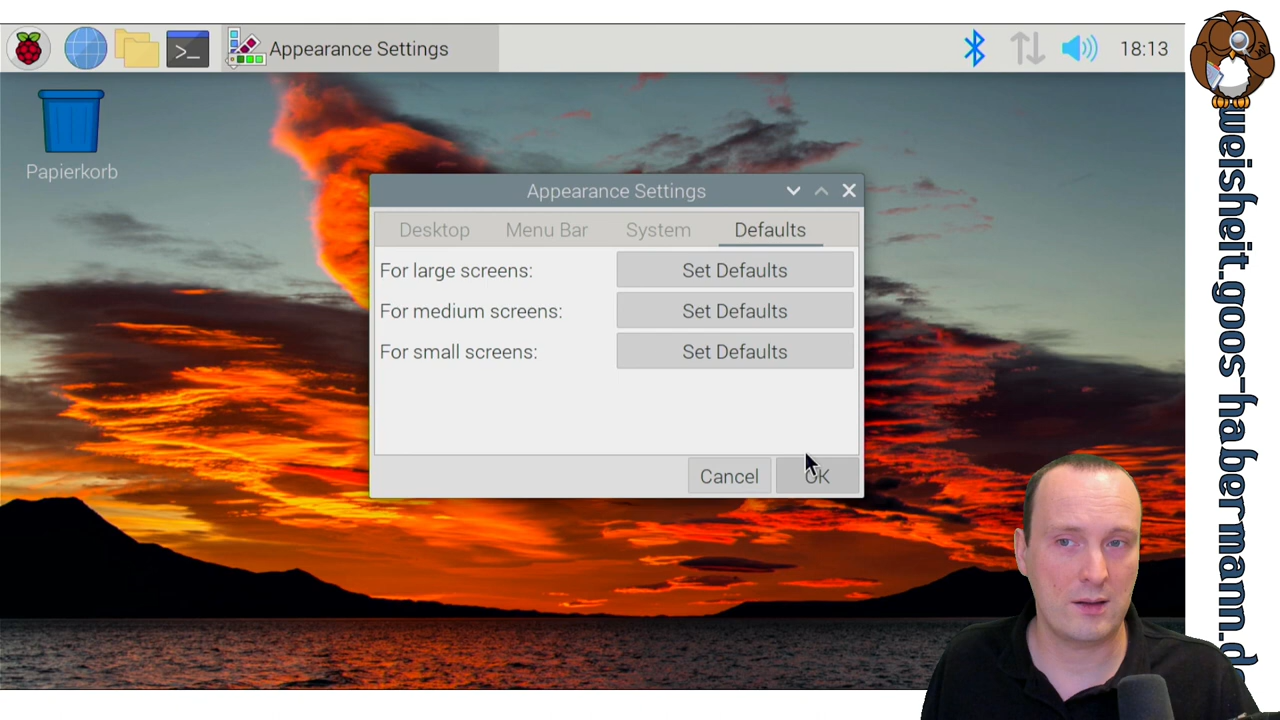 Appearance Settings
18:13
Papierkorb
Appearance Settings
Desktop Menu Bar System Defaults
For large screens: Set Defaults
For medium screens: Set Defaults
For small screens: Set Defaults
Cancel OK
weisheit.goos-habermann.d